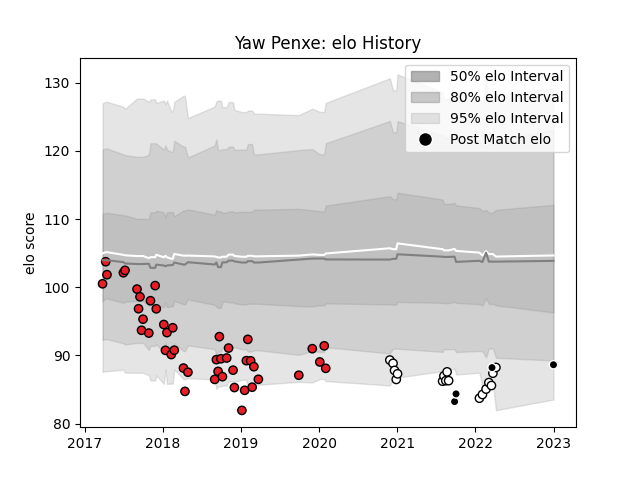 Yaw Penxe: elo History
50% elo Interval
80% elo Interval
95% elo Interval
Post Match elo
elo score
130
120
110
100
90
80
2017 2018 2019 2020 2021 2022 2023